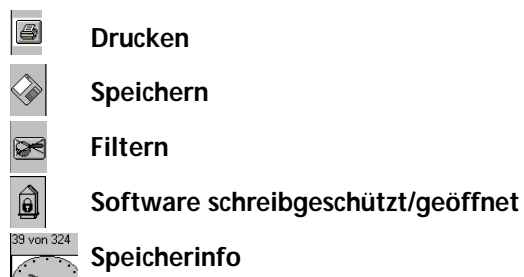 Drucken
Speichern
Filtern
Software schreibgeschützt/geöffnet
39 von 324
Speicherinfo